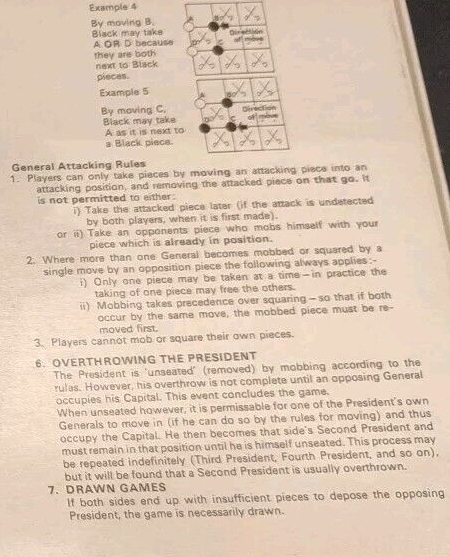 Example 4
By moving B,
Black may take
A OR D because
they are both
next to Black
pieces.
Direction
of move
Example 5
By moving C,
Black may take
A as it is next to
a Black piece.
Direction
of move
General Attacking Rules
1. Players can only take pieces by moving an attacking piece into an
attacking position, and removing the attacked piece on that go. It
is not permitted to either:
i) Take the attacked piece later (if the attack is undetected
by both players, when it is first made).
or ii) Take an opponents piece who mobs himself with your
piece which is already in position.
2. Where more than one General becomes mobbed or squared by a
single move by an opposition piece the following always applies:-
i) Only one piece may be taken at a time – in practice the
taking of one piece may free the others.
ii) Mobbing takes precedence over squaring – so that if both
occur by the same move, the mobbed piece must be re-
moved first.
3. Players cannot mob or square their own pieces.
6. OVERTHROWING THE PRESIDENT
The President is 'unseated' (removed) by mobbing according to the
rulas. However, his overthrow is not complete until an opposing General
occupies his Capital. This event concludes the game.
When unseated however, it is permissable for one of the President's own
Generals to move in (if he can do so by the rules for moving) and thus
occupy the Capital. He then becomes that side's Second President and
must remain in that position until he is himself unseated. This process may
be repeated indefinitely (Third President, Fourth President, and so on),
but it will be found that a Second President is usually overthrown.
7. DRAWN GAMES
If both sides end up with insufficient pieces to depose the opposing
President, the game is necessarily drawn.